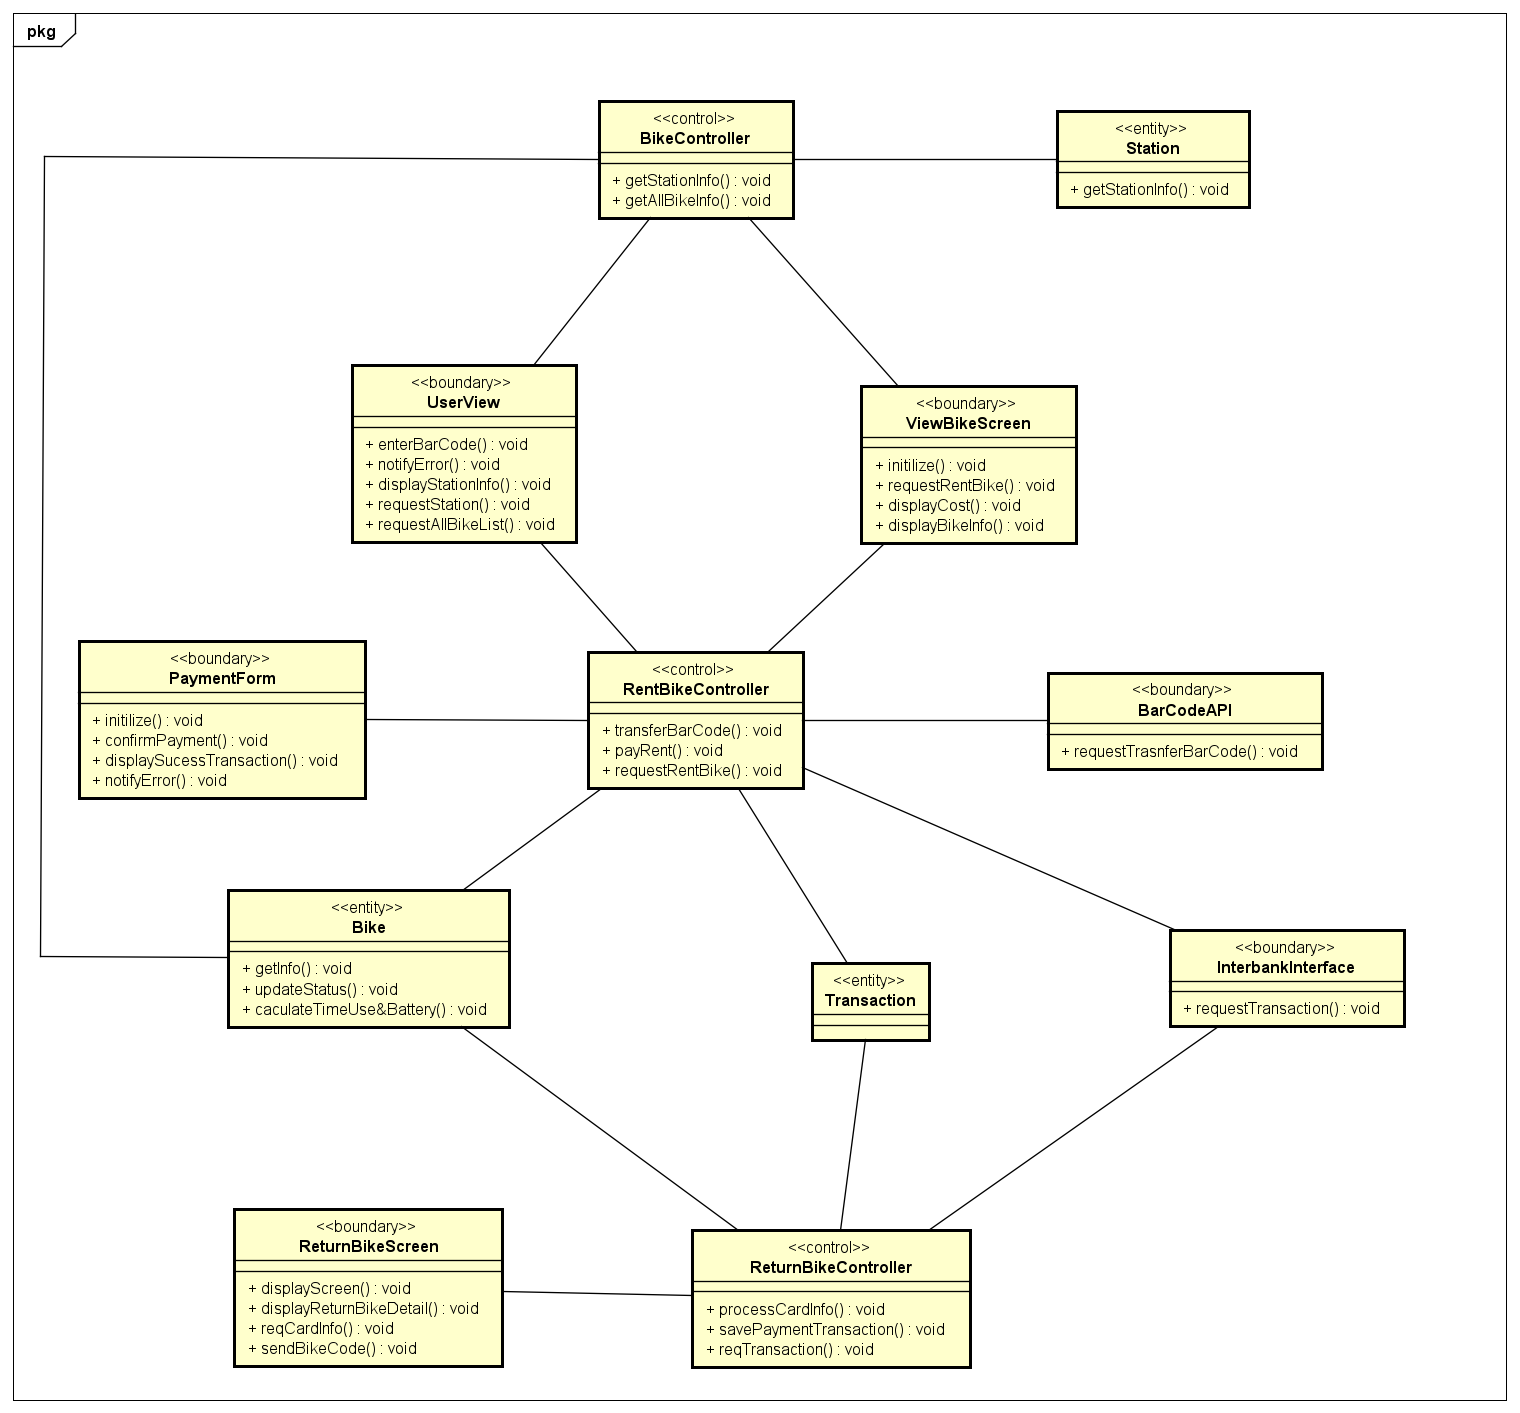 pkg
<<control>>
BikeController
+ getStationInfo() : void
+ getAllBikeInfo() : void
<<entity>>
Station
+ getStationInfo() : void
<<boundary>>
UserView
+ enterBarCode() : void
+ notifyError() : void
+ displayStationInfo() : void
+ requestStation() : void
+ requestAllBikeList() : void
<<boundary>>
ViewBikeScreen
+ initilize() : void
+ requestRentBike() : void
+ displayCost() : void
+ displayBikeInfo() : void
<<boundary>>
PaymentForm
+ initilize() : void
+ confirmPayment() : void
+ displaySucessTransaction() : void
+ notifyError() : void
<<control>>
RentBikeController
+ transferBarCode() : void
+ payRent() : void
+ requestRentBike() : void
<<boundary>>
BarCodeAPI
+ requestTrasnferBarCode() : void
<<entity>>
Bike
+ getInfo() : void
+ updateStatus() : void
+ caculateTimeUse&Battery() : void
<<entity>>
Transaction
<<boundary>>
InterbankInterface
+ requestTransaction() : void
<<boundary>>
ReturnBikeScreen
+ displayScreen() : void
+ displayReturnBikeDetail() : void
+ reqCardInfo() : void
+ sendBikeCode() : void
<<control>>
ReturnBikeController
+ processCardInfo() : void
+ savePaymentTransaction() : void
+ reqTransaction() : void